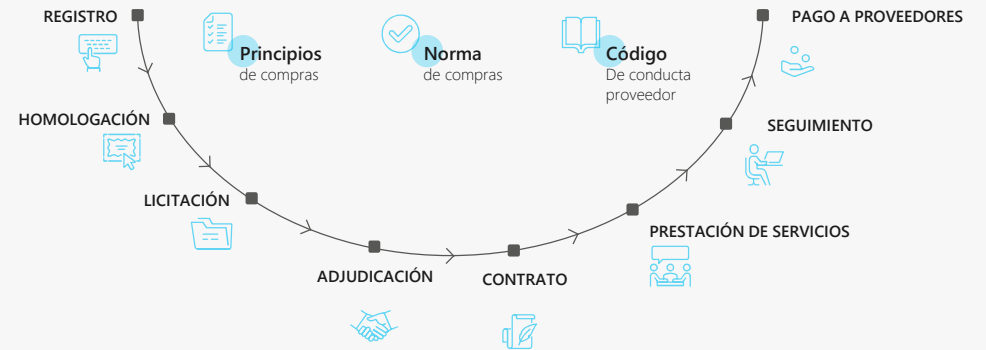 REGISTRO
Principios
de compras
Norma
de compras
Código
De conducta
proveedor
PAGO A PROVEEDORES
HOMOLOGACIÓN
SEGUIMIENTO
LICITACIÓN
PRESTACIÓN DE SERVICIOS
ADJUDICACIÓN
CONTRATO